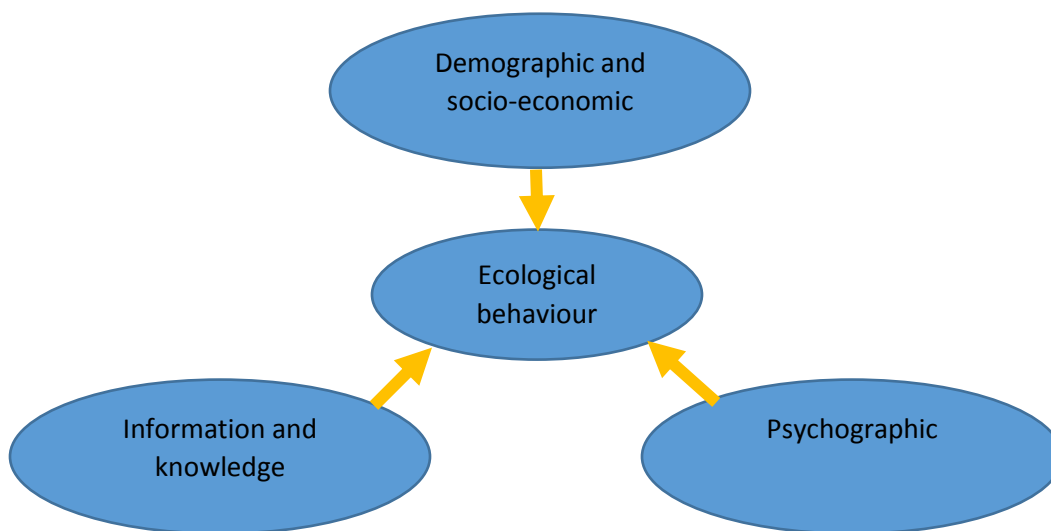 Demographic and
socio-economic
Ecological
behaviour
Information and
knowledge
Psychographic